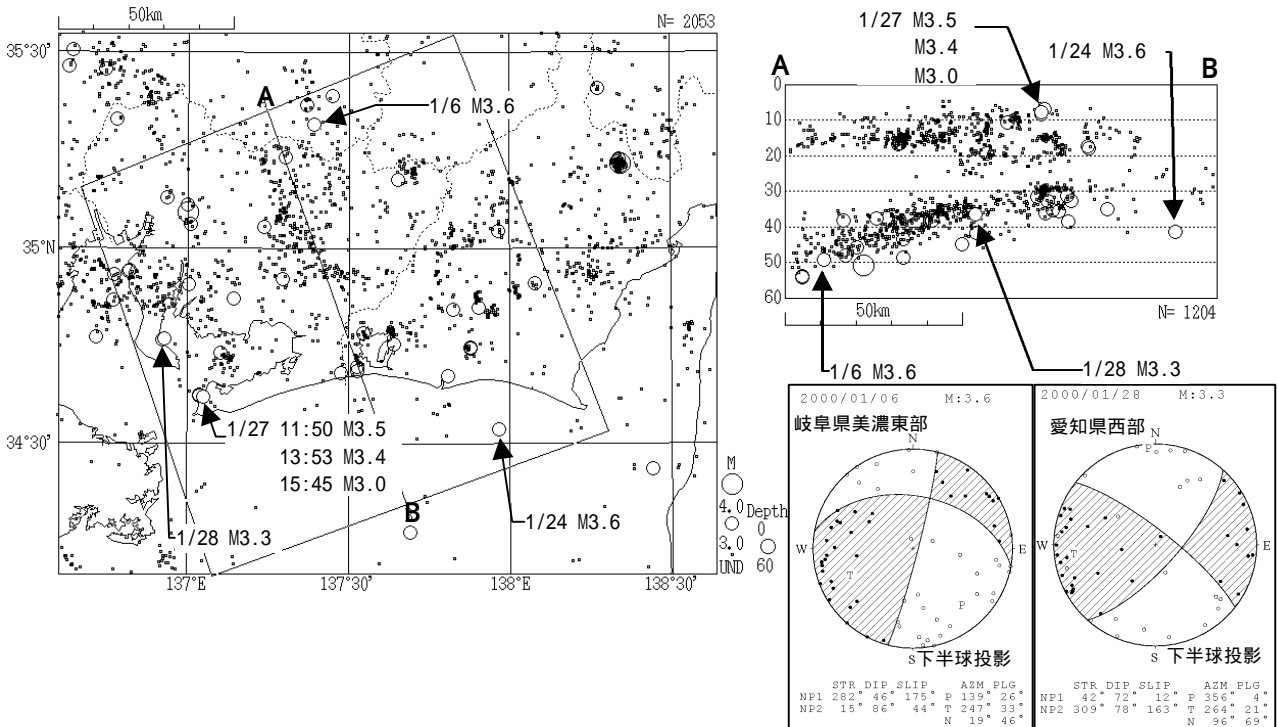 50km
N= 2053
35°30'
35°N
34°30'
137°E
137°30'
138°E
138°30'
A
B
1/6 M3.6
1/27 11:50 M3.5
13:53 M3.4
15:45 M3.0
1/28 M3.3
1/24 M3.6
M
4.0
3.0
UND
Depth
0
60
1/27 M3.5
M3.4
M3.0
1/24 M3.6
A
B
0
10
20
30
40
50
60
50km
N= 1204
1/6 M3.6
1/28 M3.3
2000/01/06 M:3.6
岐阜県美濃東部
N
W
E
S
T
P
下半球投影
STR DIP SLIP AZM PLG
NP1 282° 46° 175° P 139° 26°
NP2 15° 86° 44° T 247° 33°
N 19° 46°
2000/01/28 M:3.3
愛知県西部
N
P
W
T
E
S
下半球投影
STR DIP SLIP AZM PLG
NP1 42° 72° 12° P 356° 4°
NP2 309° 78° 163° T 264° 21°
N 96° 69°